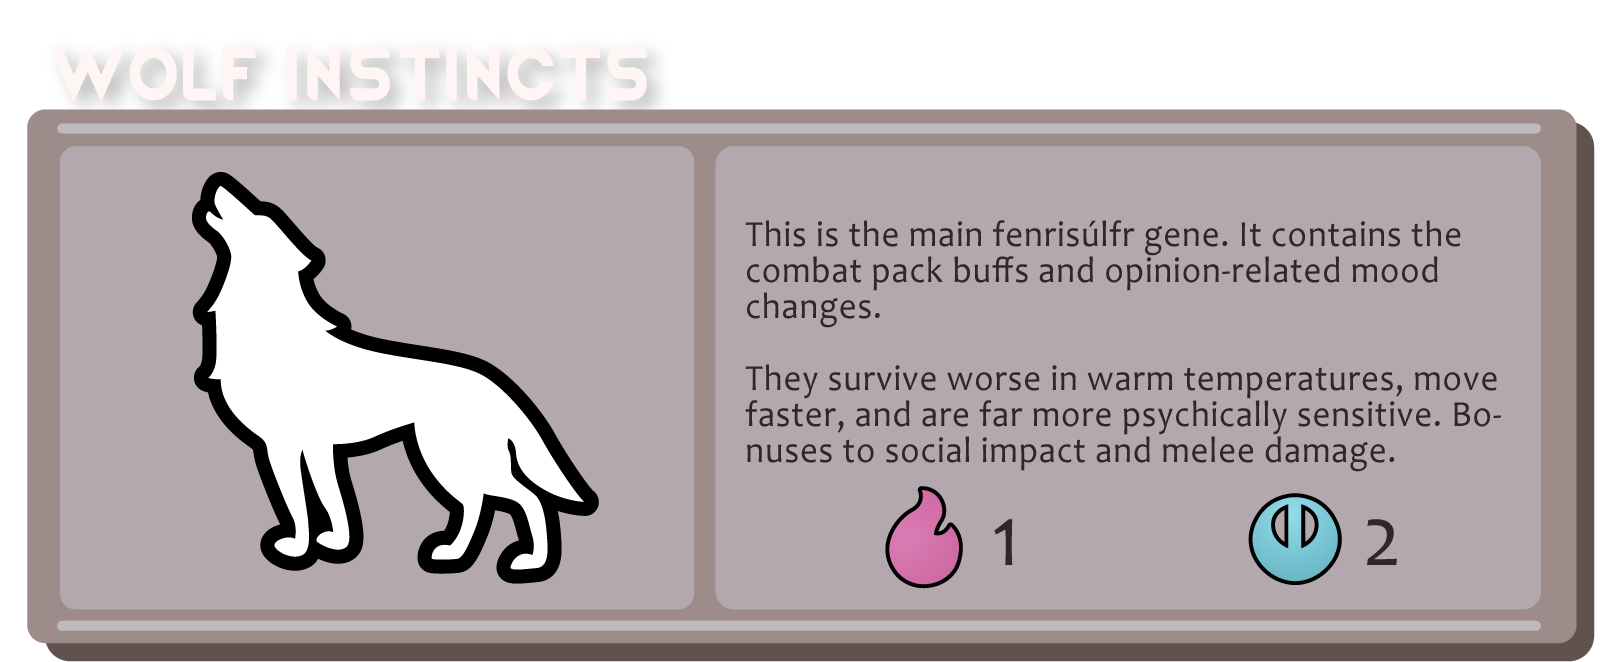 WOLF INSTINCTS
This is the main fenrisúlfr gene. It contains the
combat pack buffs and opinion-related mood
changes.
They survive worse in warm temperatures, move
faster, and are far more psychically sensitive. Bo-
nuses to social impact and melee damage.
1 2